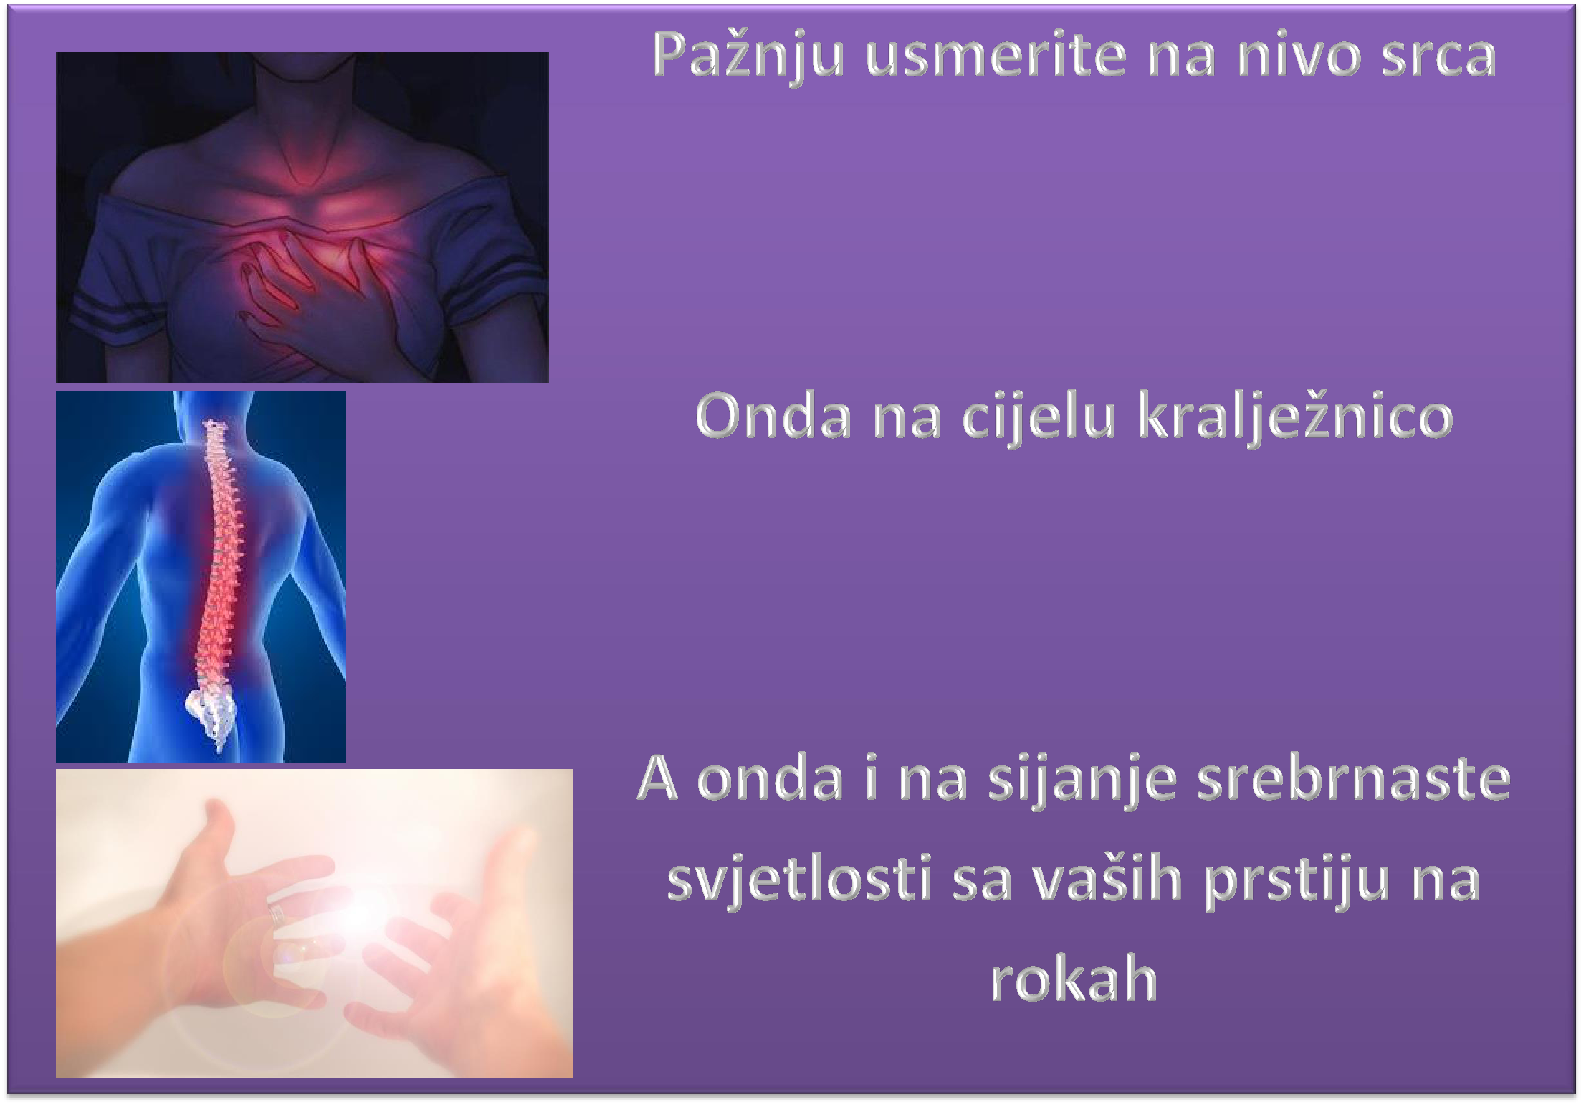 Pažnju usmerite na nivo srca
Onda na cijelu kralježnico
A onda i na sijanje srebrnaste
svjetlosti sa vaših prstiju na
rokah